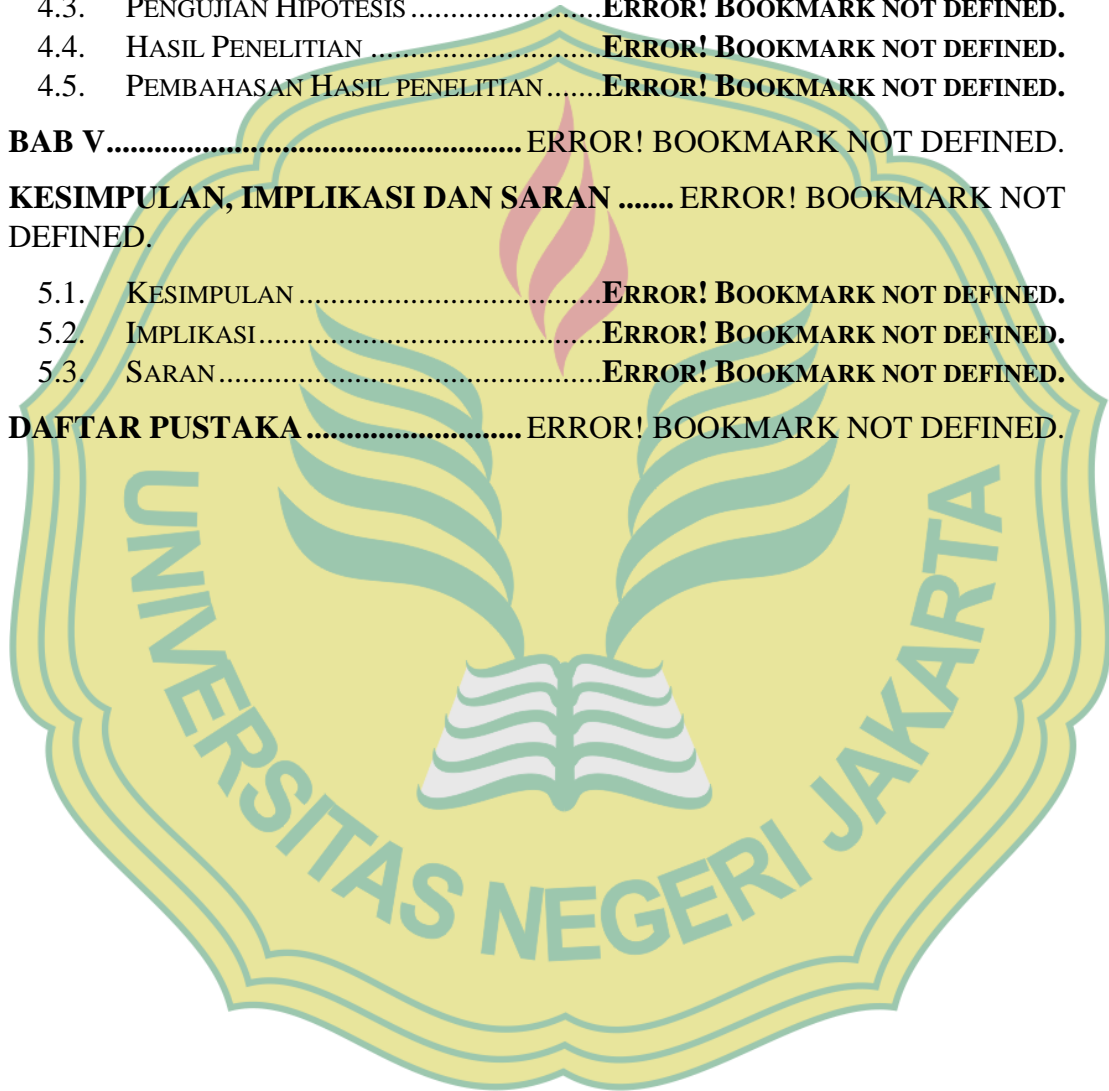 4.3. PENGUJIAN HIPOTESIS ........................ERROR! BOOKMARK NOT DEFINED.
4.4. HASIL PENELITIAN .............................ERROR! BOOKMARK NOT DEFINED.
4.5. PEMBAHASAN HASIL PENELITIAN .......ERROR! BOOKMARK NOT DEFINED.
BAB V....................................................... ERROR! BOOKMARK NOT DEFINED.
KESIMPULAN, IMPLIKASI DAN SARAN ....... ERROR! BOOKMARK NOT
DEFINED.
5.1. KESIMPULAN ......................................ERROR! BOOKMARK NOT DEFINED.
5.2. IMPLIKASI...........................................ERROR! BOOKMARK NOT DEFINED.
5.3. SARAN ................................................ERROR! BOOKMARK NOT DEFINED.
DAFTAR PUSTAKA ........................... ERROR! BOOKMARK NOT DEFINED.
UNIVERSITAS NEGERI JAKARTA